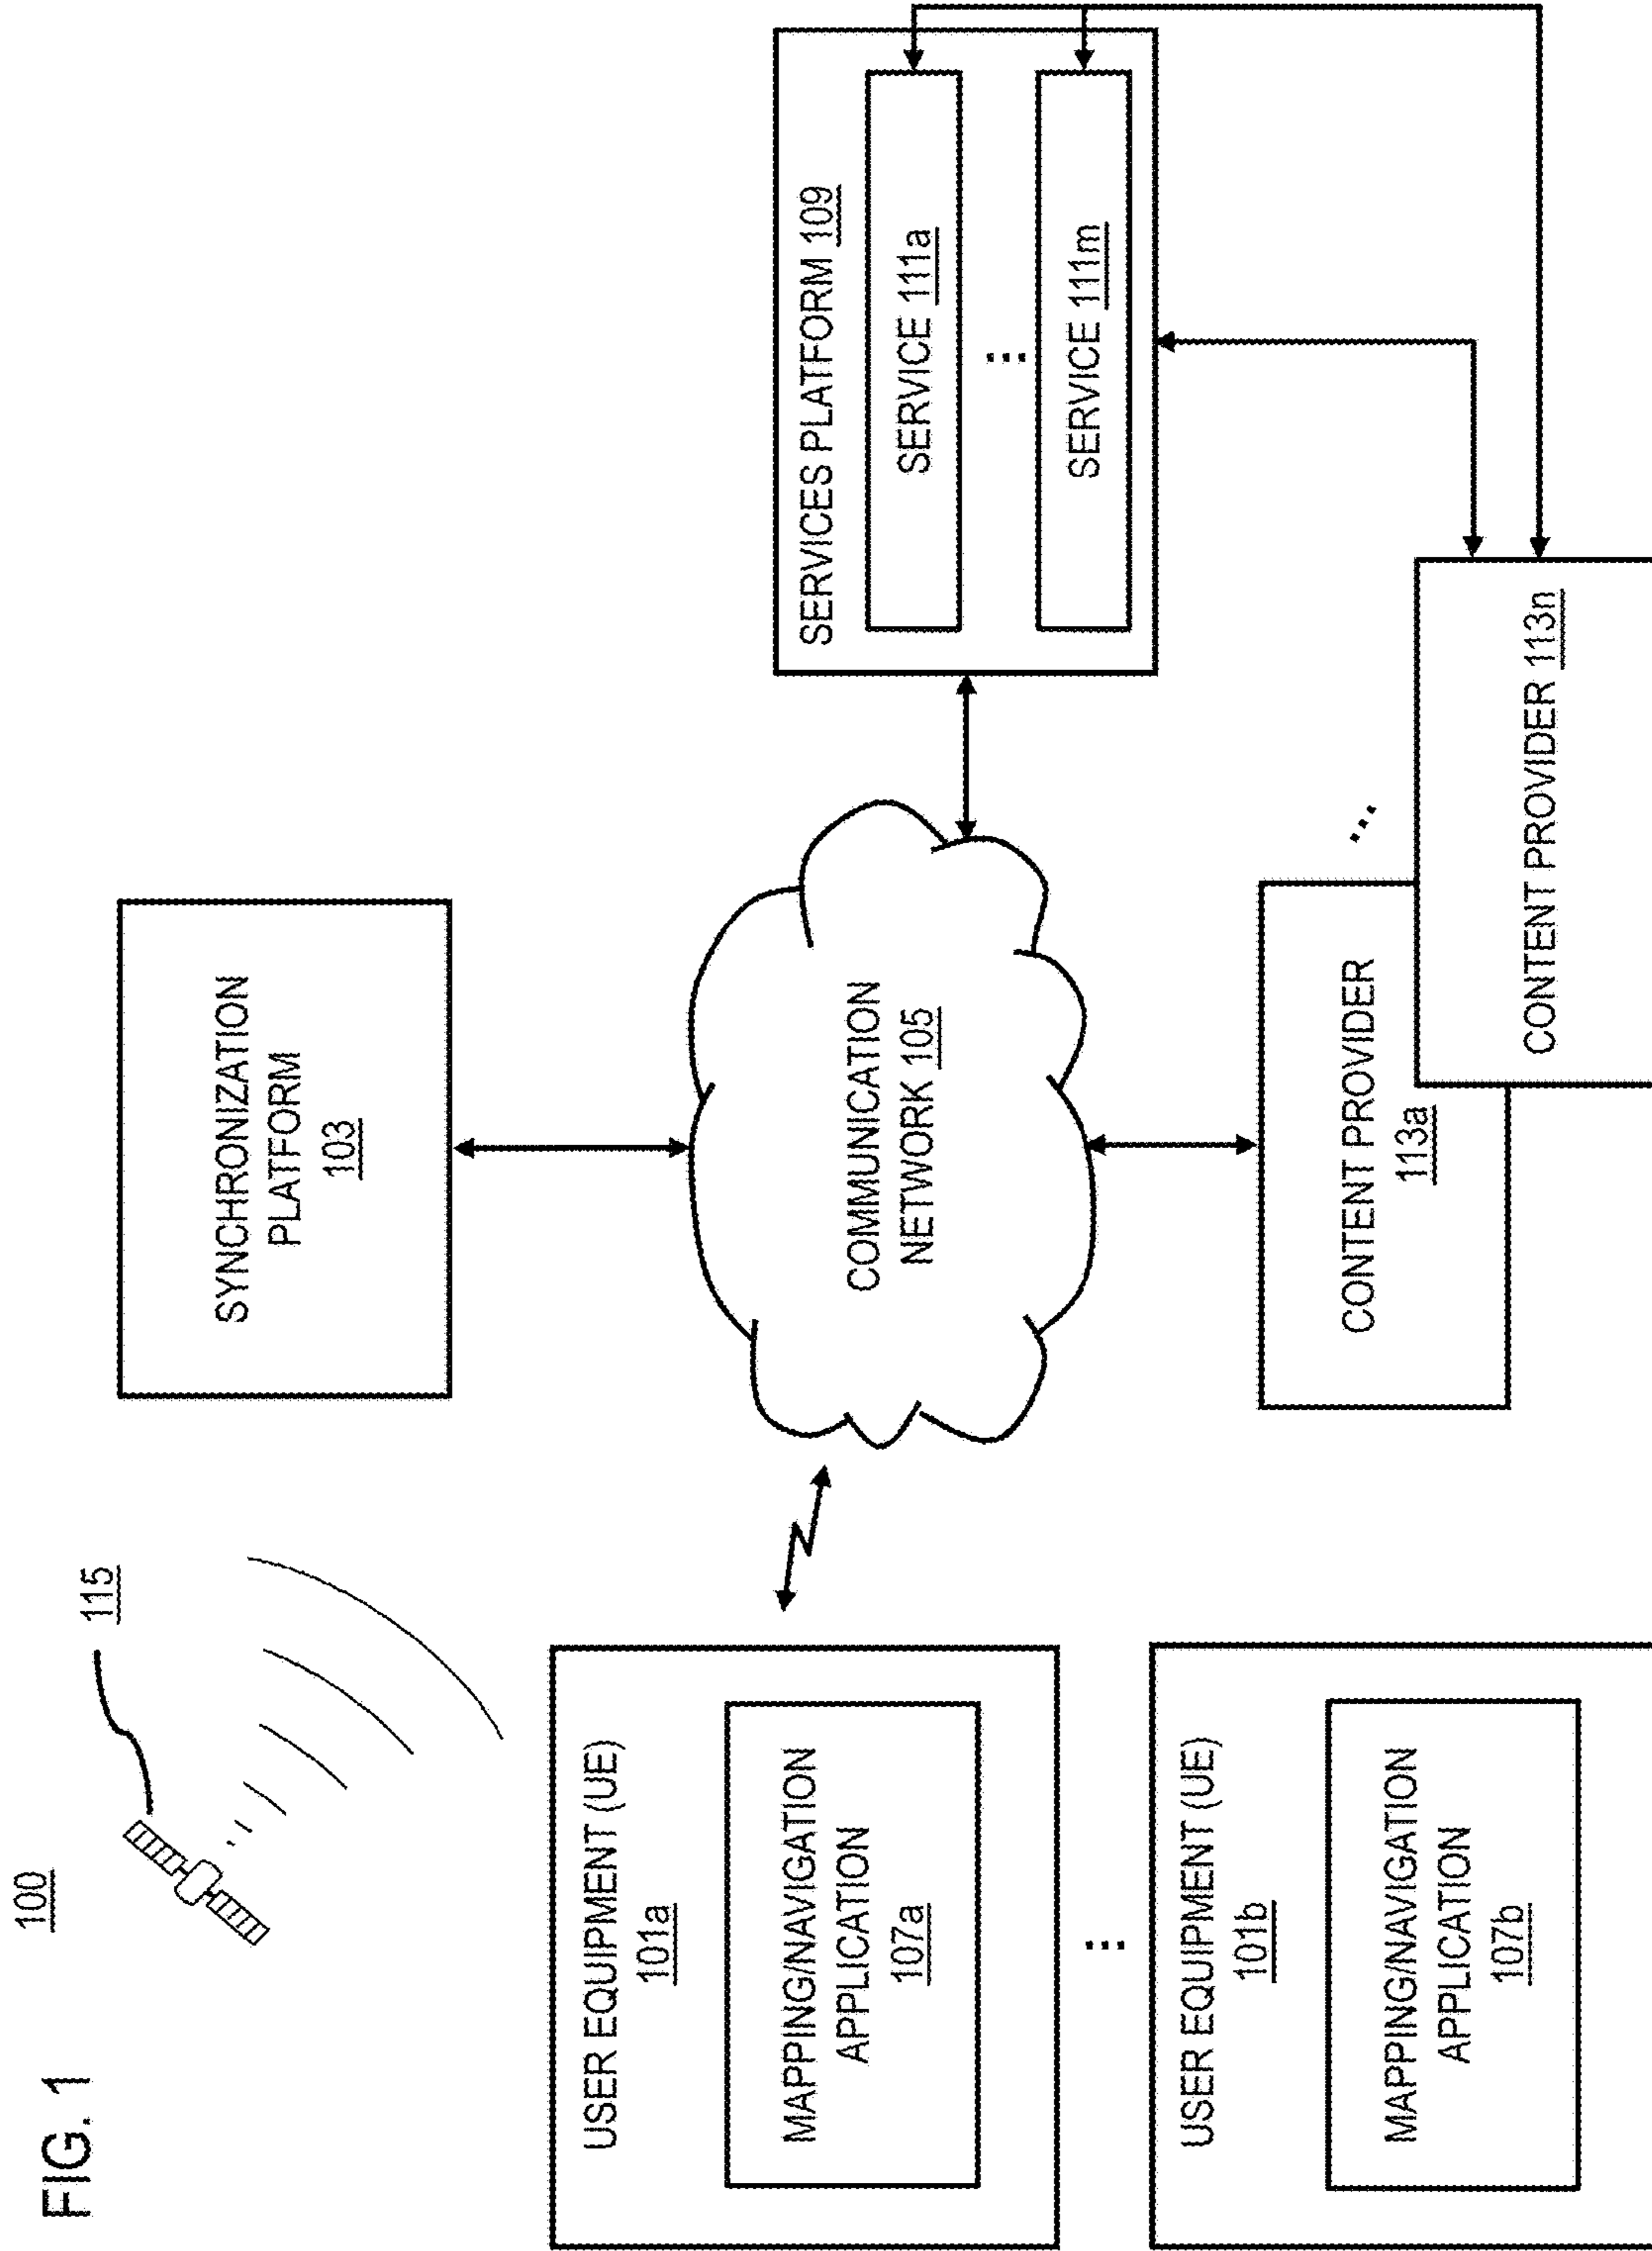 FIG. 1
100
115
SYNCHRONIZATION
PLATFORM
103
USER EQUIPMENT (UE)
101a
MAPPING/NAVIGATION
APPLICATION
107a
...
USER EQUIPMENT (UE)
101b
MAPPING/NAVIGATION
APPLICATION
107b
COMMUNICATION
NETWORK 105
SERVICES PLATFORM 109
SERVICE 111a
...
SERVICE 111m
CONTENT PROVIDER
113a
...
CONTENT PROVIDER 113n